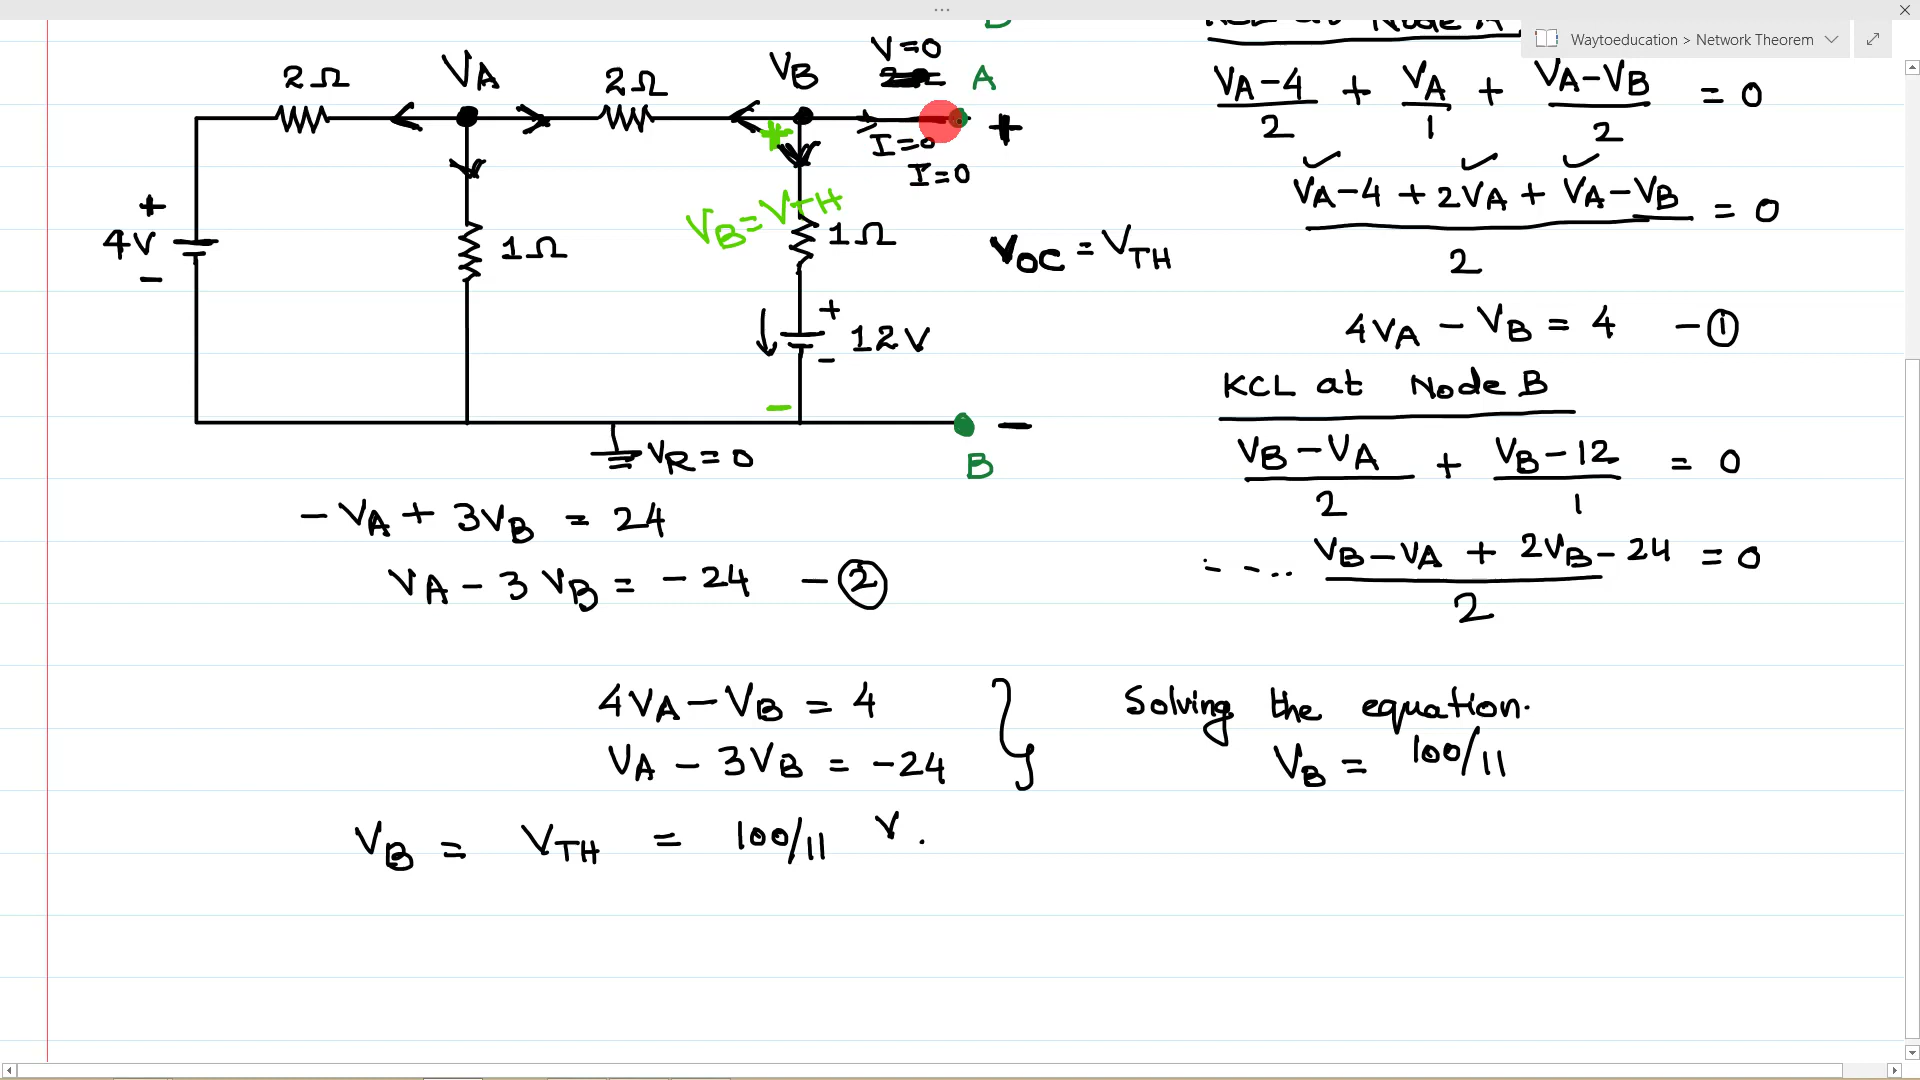 Waytoeducation > Network Theorem
V=0
2Ω VA 2Ω VB A
I=0 +
I=0
+
4V
-
1Ω
+
VB=VTH
1Ω
+
12V
-
-
VOC = VTH
VR=0
-
B
-VA + 3VB = 24
VA - 3VB = -24 - ②
KCL at Node A
VA-4/2 + VA/1 + VA-VB/2 = 0
VA-4 + 2VA + VA-VB/2 = 0
4VA - VB = 4 - ①
KCL at Node B
VB-VA/2 + VB-12/1 = 0
VB-VA + 2VB-24/2 = 0
4VA-VB = 4
VA - 3VB = -24
Solving the equation.
VB = 100/11
VB = VTH = 100/11 V.